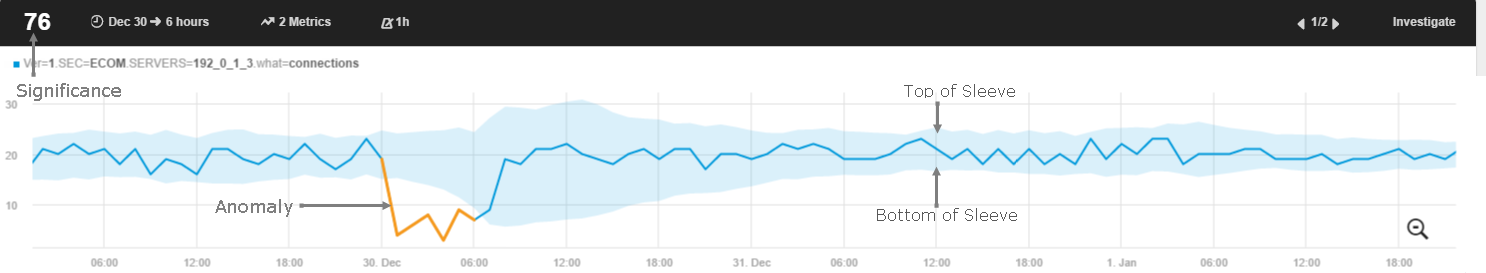 76 Dec 30 → 6 hours 2 Metrics 1h 1/2 Investigate
Ver=1.SEC=ECOM.SERVERS=192_0_1_3.what=connections
Significance
Top of Sleeve
30
20
Anomaly
Bottom of Sleeve
10
06:00 12:00 18:00 30. Dec 06:00 12:00 18:00 31. Dec 06:00 12:00 18:00 1. Jan 06:00 12:00 18:00